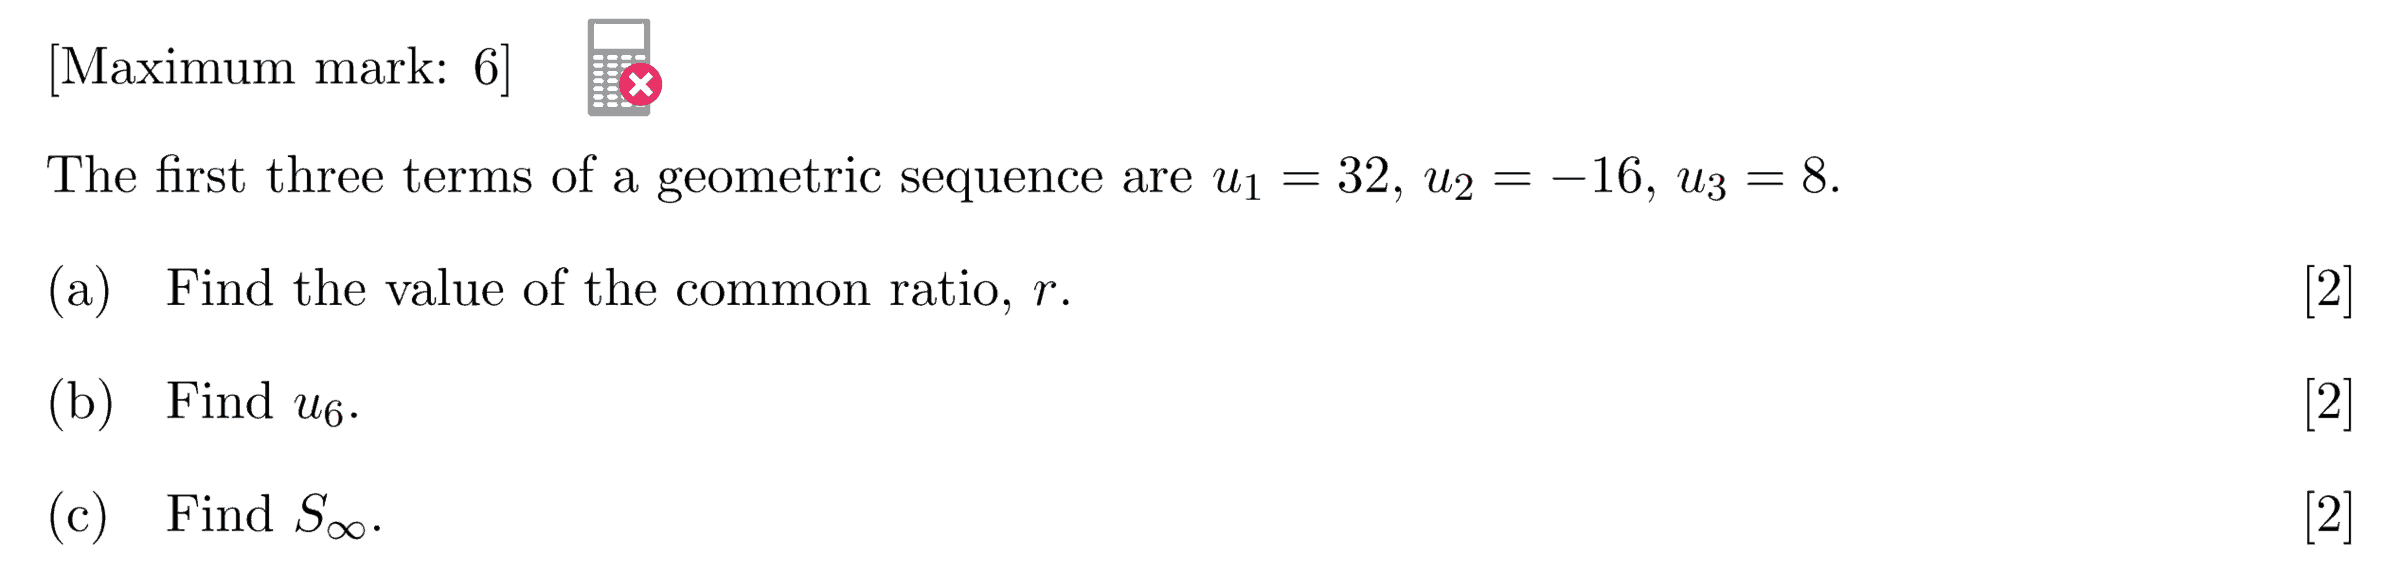 [Maximum mark: 6]
The first three terms of a geometric sequence are u₁ = 32, u₂ = −16, u₃ = 8.
(a) Find the value of the common ratio, r. [2]
(b) Find u₆. [2]
(c) Find S∞. [2]